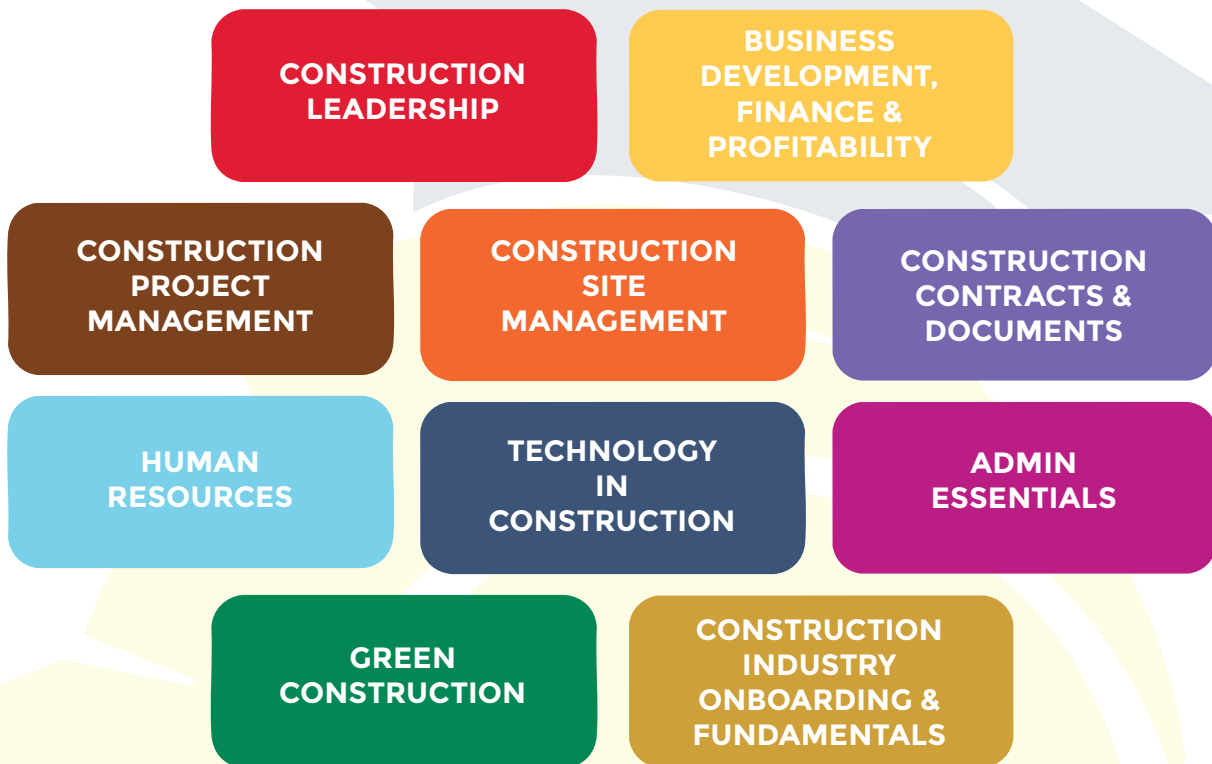 CONSTRUCTION
LEADERSHIP
BUSINESS
DEVELOPMENT,
FINANCE &
PROFITABILITY
CONSTRUCTION
PROJECT
MANAGEMENT
CONSTRUCTION
SITE
MANAGEMENT
CONSTRUCTION
CONTRACTS &
DOCUMENTS
HUMAN
RESOURCES
TECHNOLOGY
IN
CONSTRUCTION
ADMIN
ESSENTIALS
GREEN
CONSTRUCTION
CONSTRUCTION
INDUSTRY
ONBOARDING &
FUNDAMENTALS